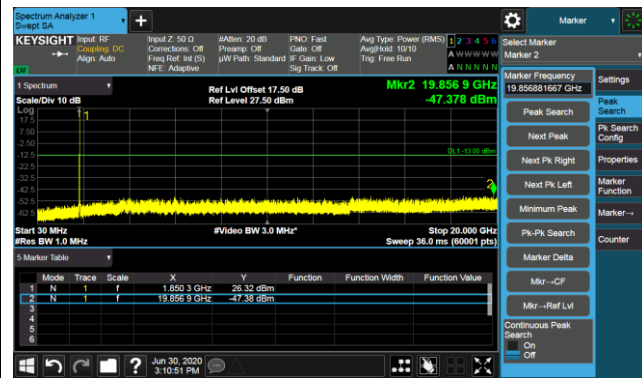 Spectrum Analyzer 1
Swept SA
+
Marker
KEYSIGHT
Input: RF
Coupling: DC
Align: Auto
Input Z: 50 Ω
Corrections: Off
Freq Ref: Int (S)
NFE: Adaptive
#Atten: 20 dB
Preamp: Off
µW Path: Standard
PNO: Fast
Gate: Off
IF Gain: Low
Sig Track: Off
Avg Type: Power (RMS)
Avg|Hold: 10/10
Trig: Free Run
1 2 3 4 5 6
A W W W W W
A N N N N N
Select Marker
Marker 2
1 Spectrum
Scale/Div 10 dB
Ref Lvl Offset 17.50 dB
Ref Level 27.50 dBm
Mkr2 19.856 9 GHz
-47.378 dBm
Log
17.5
7.50
-2.50
-12.5
-22.5
-32.5
-42.5
-52.5
-62.5
1
DL1 -13.00 dBm
2
Start 30 MHz
#Res BW 1.0 MHz
#Video BW 3.0 MHz*
Stop 20.000 GHz
Sweep 36.0 ms (60001 pts)
5 Marker Table
Mode Trace Scale X Y Function Function Width Function Value
1 N 1 f 1.850 3 GHz 26.32 dBm
2 N 1 f 19.856 9 GHz -47.38 dBm
3
4
5
6
Marker Frequency
19.856881667 GHz
Peak Search
Next Peak
Next Pk Right
Next Pk Left
Minimum Peak
Pk-Pk Search
Marker Delta
Mkr→CF
Mkr→Ref Lvl
Continuous Peak
Search
On
Off
Settings
Peak
Search
Pk Search
Config
Properties
Marker
Function
Marker→
Counter
?
Jun 30, 2020
3:10:51 PM